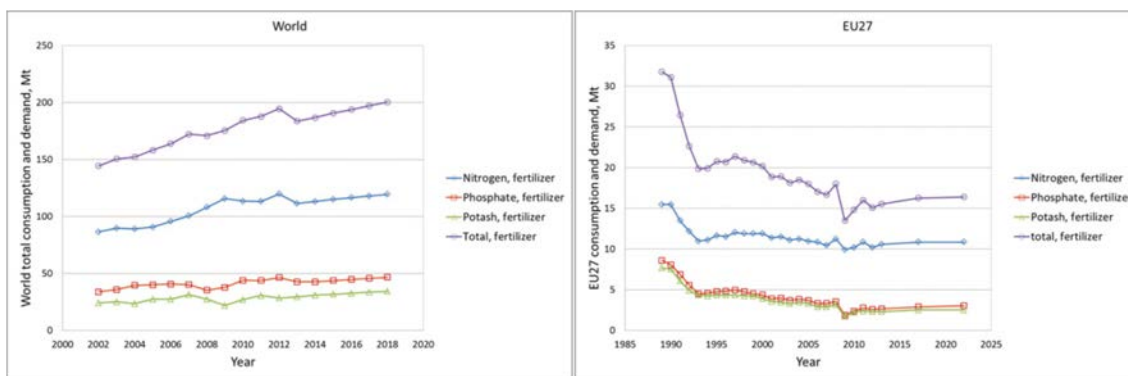 World
World total consumption and demand, Mt
250
200
150
100
50
0
2000 2002 2004 2006 2008 2010 2012 2014 2016 2018 2020
Year
Nitrogen, fertilizer
Phosphate, fertilizer
Potash, fertilizer
Total, fertilizer
EU27
EU27 consumption and demand, Mt
35
30
25
20
15
10
5
0
1985 1990 1995 2000 2005 2010 2015 2020 2025
Year
Nitrogen, fertilizer
Phosphate, fertilizer
Potash, fertilizer
total, fertilizer